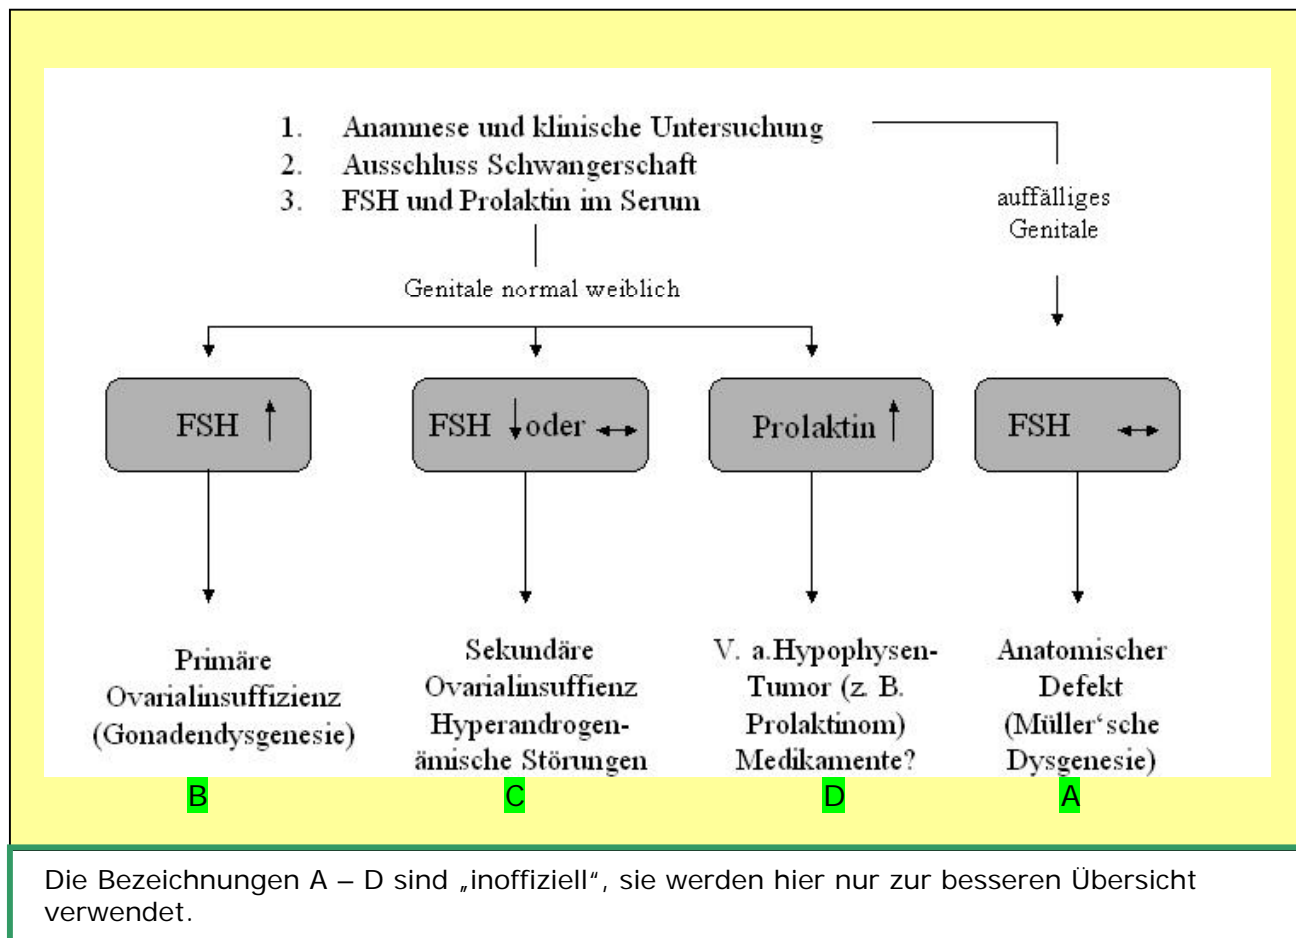 1. Anamnese und klinische Untersuchung
2. Ausschluss Schwangerschaft
3. FSH und Prolaktin im Serum
auffälliges
Genitale
Genitale normal weiblich
FSH ↑
FSH ↓ oder ↔
Prolaktin ↑
FSH ↔
Primäre
Ovarialinsuffizienz
(Gonadendysgenesie)
B
Sekundäre
Ovarialinsuffienz
Hyperandrogen-
ämische Störungen
C
V. a.Hypophysen-
Tumor (z. B.
Prolaktinom)
Medikamente?
D
Anatomischer
Defekt
(Müller‘sche
Dysgenesie)
A
Die Bezeichnungen A – D sind „inoffiziell“, sie werden hier nur zur besseren Übersicht
verwendet.